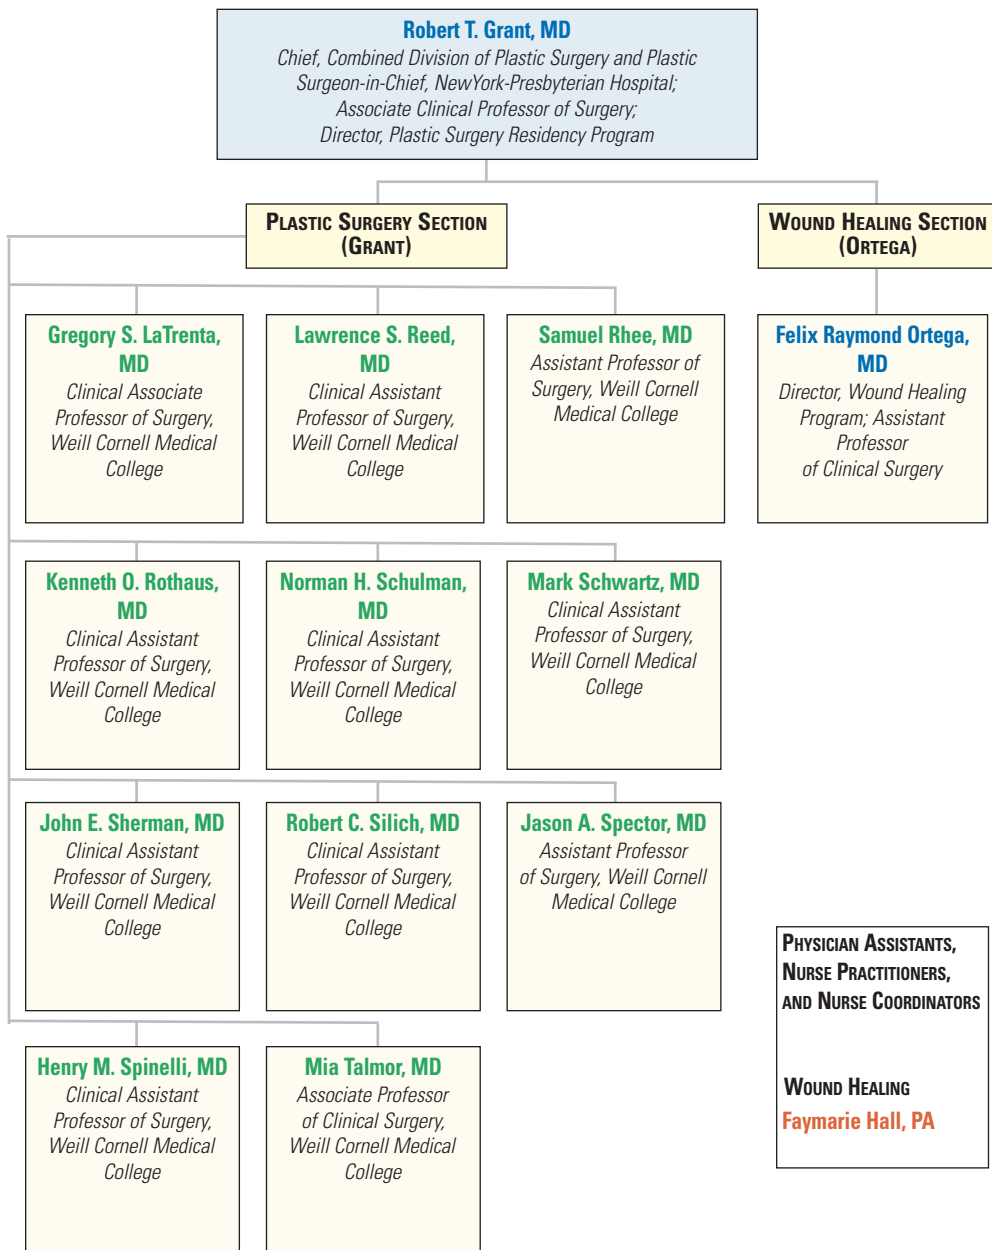 Robert T. Grant, MD
Chief, Combined Division of Plastic Surgery and Plastic
Surgeon-in-Chief, NewYork-Presbyterian Hospital;
Associate Clinical Professor of Surgery;
Director, Plastic Surgery Residency Program
Plastic Surgery Section
(Grant)
Wound Healing Section
(Ortega)
Gregory S. LaTrenta,
MD
Clinical Associate
Professor of Surgery,
Weill Cornell Medical
College
Lawrence S. Reed,
MD
Clinical Assistant
Professor of Surgery,
Weill Cornell Medical
College
Samuel Rhee, MD
Assistant Professor of
Surgery, Weill Cornell
Medical College
Felix Raymond Ortega,
MD
Director, Wound Healing
Program; Assistant
Professor
of Clinical Surgery
Kenneth O. Rothaus,
MD
Clinical Assistant
Professor of Surgery,
Weill Cornell Medical
College
Norman H. Schulman,
MD
Clinical Assistant
Professor of Surgery,
Weill Cornell Medical
College
Mark Schwartz, MD
Clinical Assistant
Professor of Surgery,
Weill Cornell Medical
College
John E. Sherman, MD
Clinical Assistant
Professor of Surgery,
Weill Cornell Medical
College
Robert C. Silich, MD
Clinical Assistant
Professor of Surgery,
Weill Cornell Medical
College
Jason A. Spector, MD
Assistant Professor
of Surgery, Weill Cornell
Medical College
Henry M. Spinelli, MD
Clinical Assistant
Professor of Surgery,
Weill Cornell Medical
College
Mia Talmor, MD
Associate Professor
of Clinical Surgery,
Weill Cornell Medical
College
Physician Assistants,
Nurse Practitioners,
and Nurse Coordinators
Wound Healing
Faymarie Hall, PA